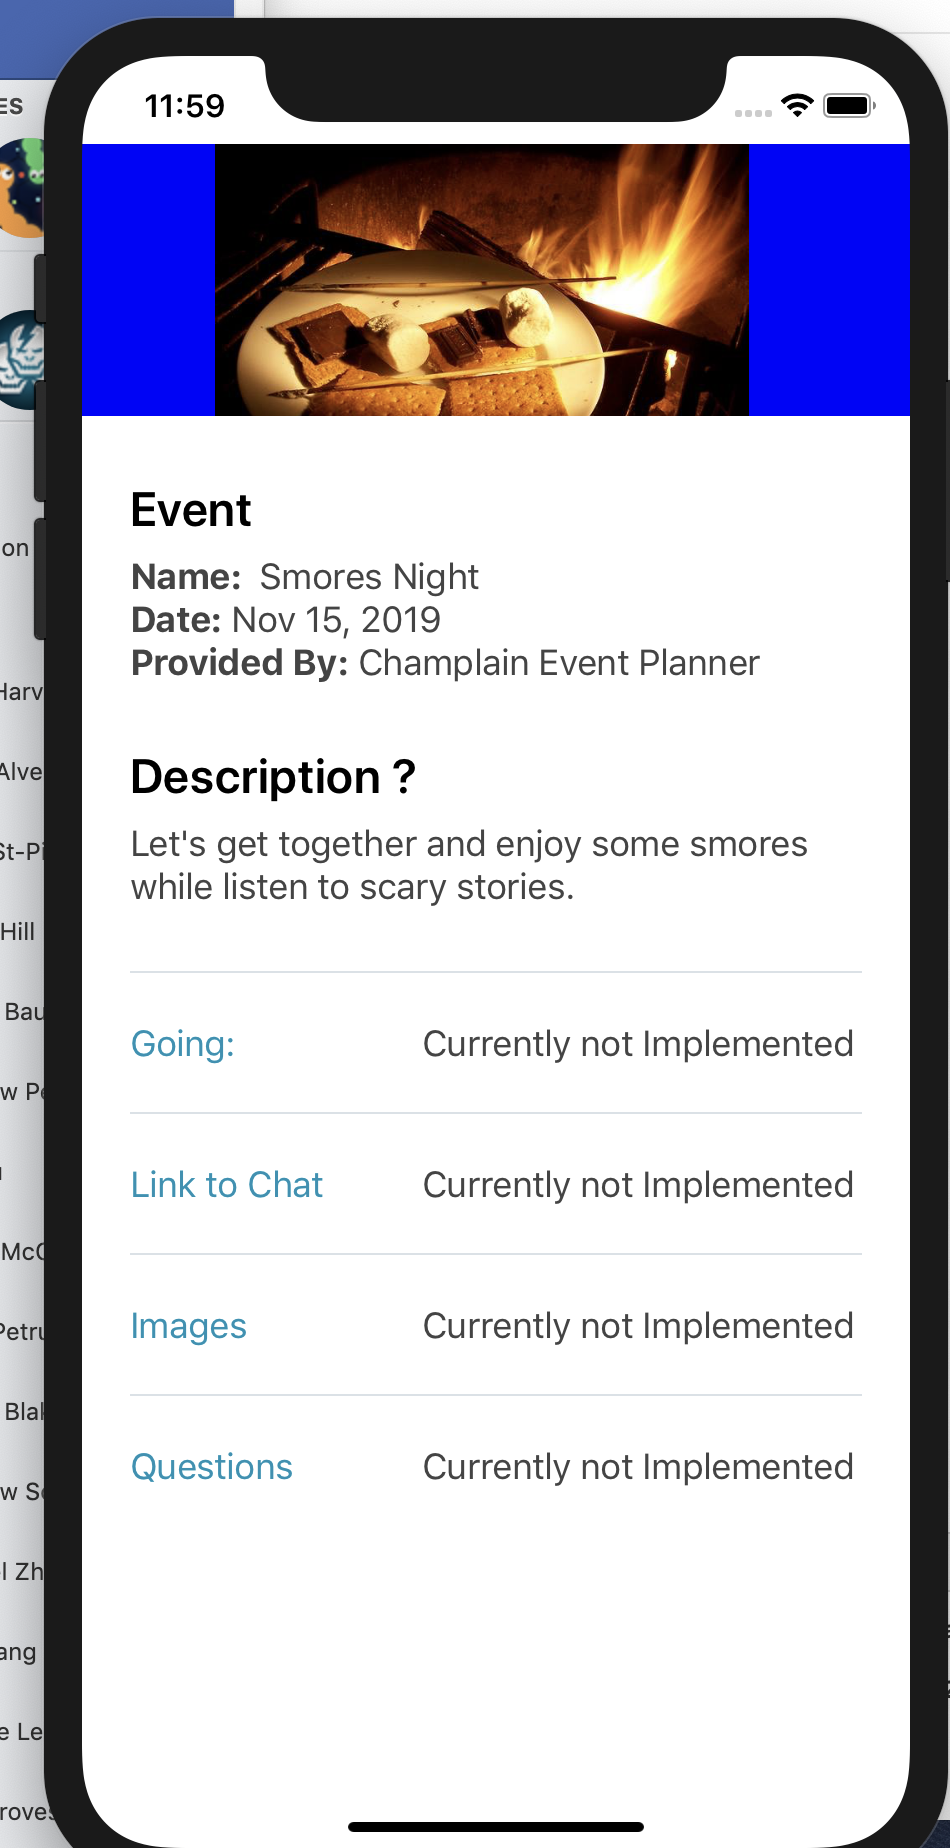 11:59
ES
Event
Name: Smores Night
Date: Nov 15, 2019
Provided By: Champlain Event Planner
Description ?
Let's get together and enjoy some smores
while listen to scary stories.
Going: Currently not Implemented
Link to Chat Currently not Implemented
Images Currently not Implemented
Questions Currently not Implemented
on
Harv
Alve
St-Pi
Hill
Bau
w Pe
McC
Petru
Blak
w Sc
l Zh
ang
e Le
roves